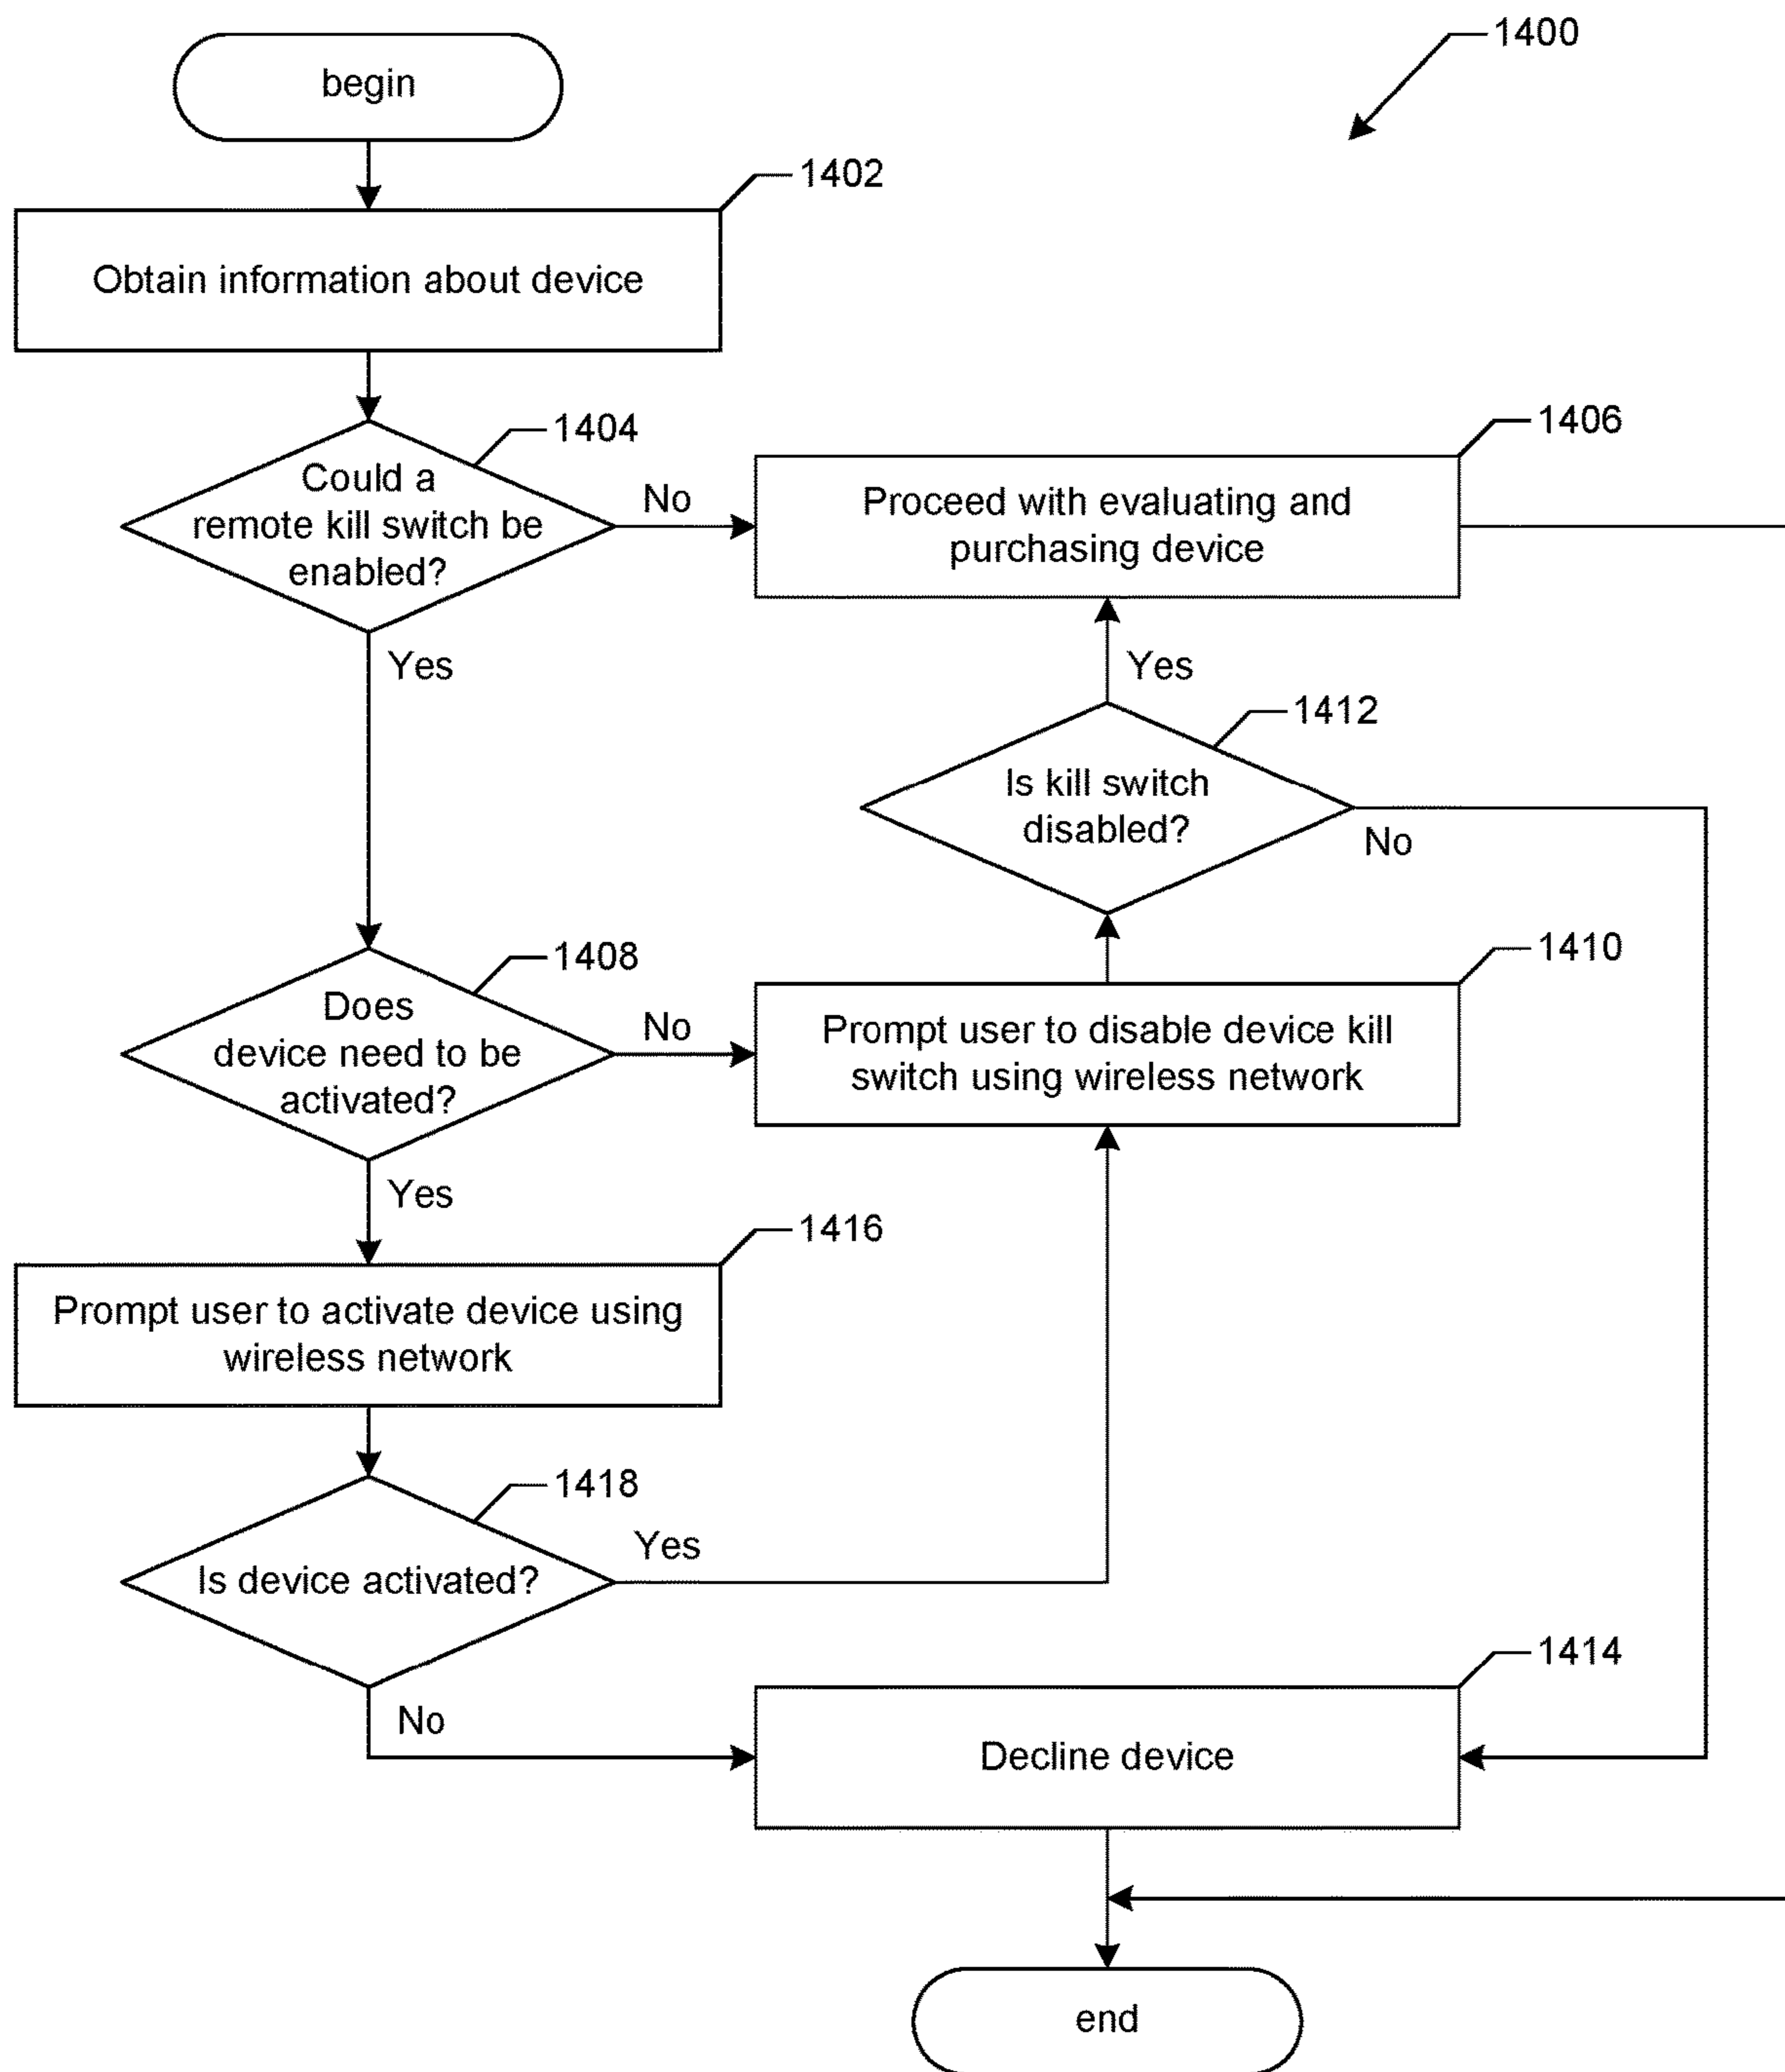 1400
begin
1402
Obtain information about device
1404
Could a
remote kill switch be
enabled?
No
Yes
1406
Proceed with evaluating and
purchasing device
Yes
1412
Is kill switch
disabled?
No
1408
Does
device need to be
activated?
No
Yes
1410
Prompt user to disable device kill
switch using wireless network
1416
Prompt user to activate device using
wireless network
1418
Is device activated?
Yes
No
1414
Decline device
end